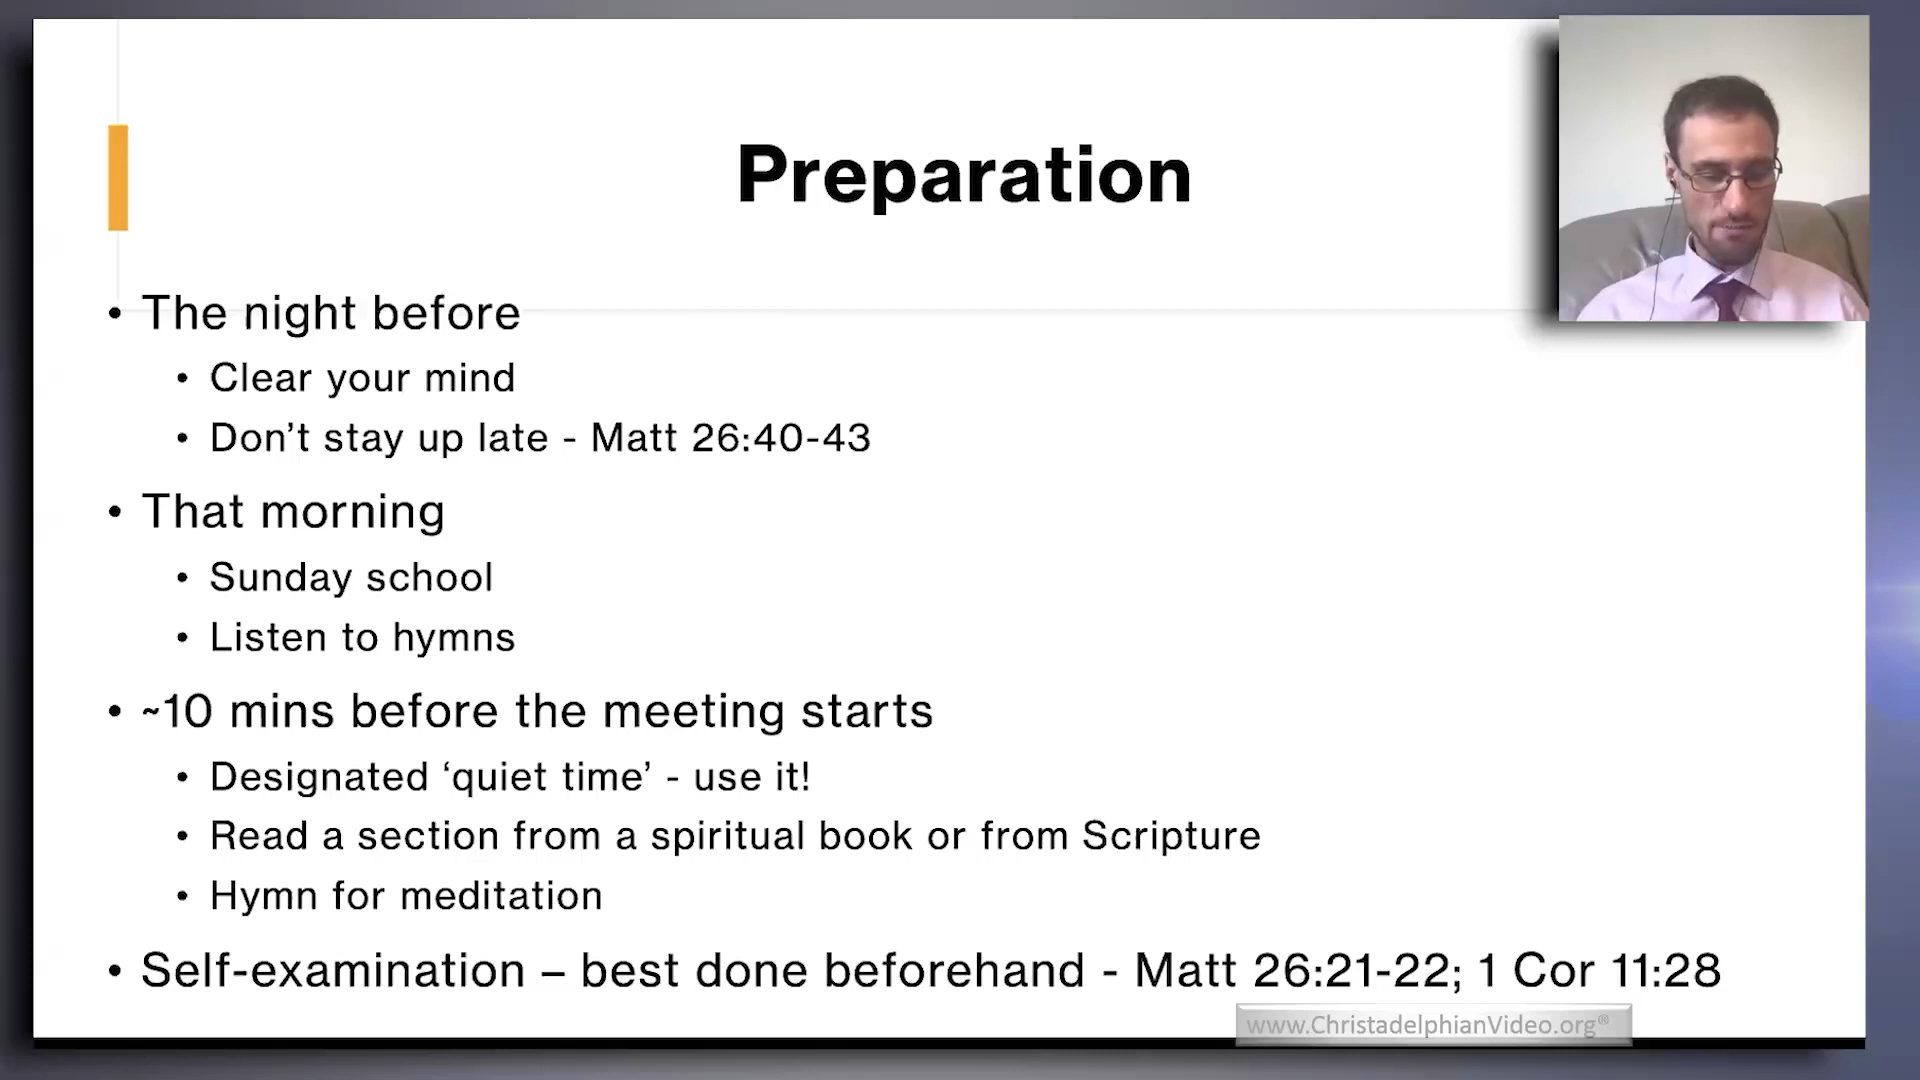 Preparation
• The night before
• Clear your mind
• Don’t stay up late - Matt 26:40-43
• That morning
• Sunday school
• Listen to hymns
• ~10 mins before the meeting starts
• Designated ‘quiet time’ - use it!
• Read a section from a spiritual book or from Scripture
• Hymn for meditation
• Self-examination – best done beforehand - Matt 26:21-22; 1 Cor 11:28
www.ChristadelphianVideo.org®